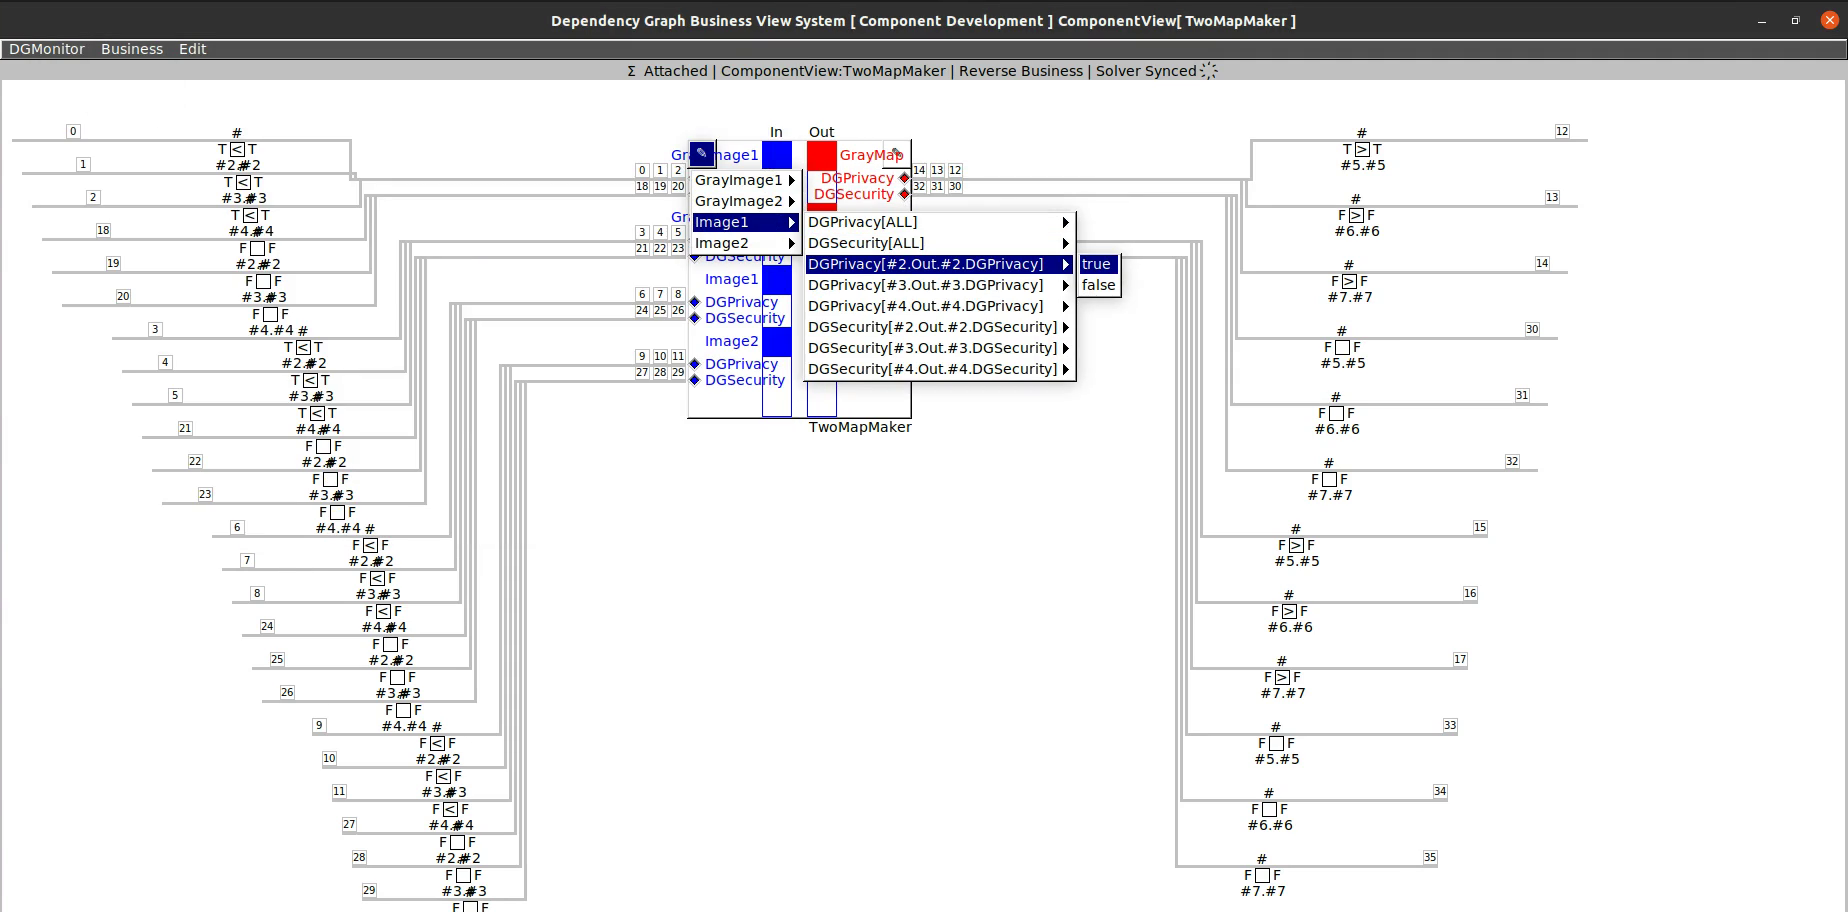 Dependency Graph Business View System [ Component Development ] ComponentView[ TwoMapMaker ]
DGMonitor Business Edit
Σ Attached | ComponentView:TwoMapMaker | Reverse Business | Solver Synced
In Out
0 # 12 #
T < T T > T
#2.#2 #5.#5
1 #
T < T
#3.#3
2 # 13 #
T < T F > F
#4.#4 #6.#6
18 #
F F
#2.#2
19 # 14 #
F F T > T
#3.#3 #7.#7
20 #
F F
#4.#4
3 # 30 #
T < T F F
#2.#2 #5.#5
4 #
T < T
#3.#3
5 # 31 #
T < T F F
#4.#4 #6.#6
21 #
F F
#2.#2
22 # 32 #
F F F F
#3.#3 #7.#7
23 #
F F
#4.#4
6 # 15 #
F < F F > F
#2.#2 #5.#5
7 #
F < F
#3.#3
8 # 16 #
F < F F > F
#4.#4 #6.#6
24 #
F F
#2.#2
25 # 17 #
F F F > F
#3.#3 #7.#7
26 #
F F
#4.#4
9 # 33 #
F < F F F
#2.#2 #5.#5
10 #
F < F
#3.#3
11 # 34 #
F < F F F
#4.#4 #6.#6
27 #
F F
#2.#2
28 # 35 #
F F F F
#3.#3 #7.#7
29 #
F F
✎ mage1 GrayMap
0 1 2 DGPrivacy 14 13 12
18 19 20 DGSecurity 32 31 30
GrayImage1
GrayImage2
Image1
Image2
DGPrivacy[ALL]
DGSecurity[ALL]
DGPrivacy[#2.Out.#2.DGPrivacy]
DGPrivacy[#3.Out.#3.DGPrivacy]
DGPrivacy[#4.Out.#4.DGPrivacy]
DGSecurity[#2.Out.#2.DGSecurity]
DGSecurity[#3.Out.#3.DGSecurity]
DGSecurity[#4.Out.#4.DGSecurity]
true
false
3 4 5
21 22 23 DGSecurity
Image1
6 7 8 DGPrivacy
24 25 26 DGSecurity
Image2
9 10 11 DGPrivacy
27 28 29 DGSecurity
TwoMapMaker